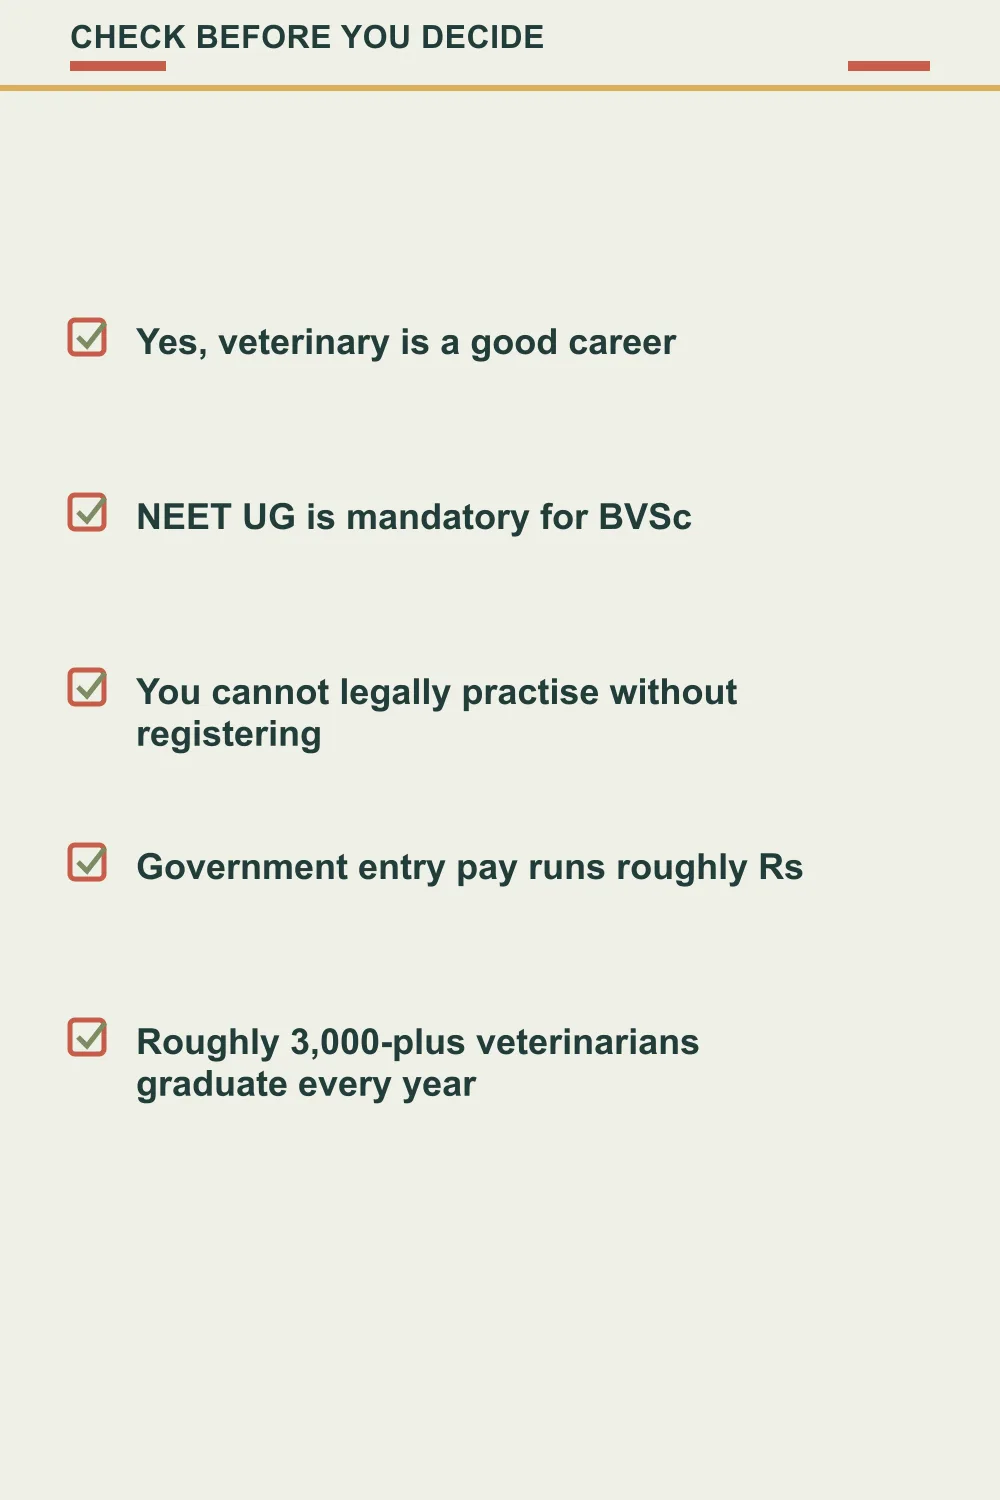 CHECK BEFORE YOU DECIDE
Yes, veterinary is a good career
NEET UG is mandatory for BVSc
You cannot legally practise without
registering
Government entry pay runs roughly Rs
Roughly 3,000-plus veterinarians
graduate every year